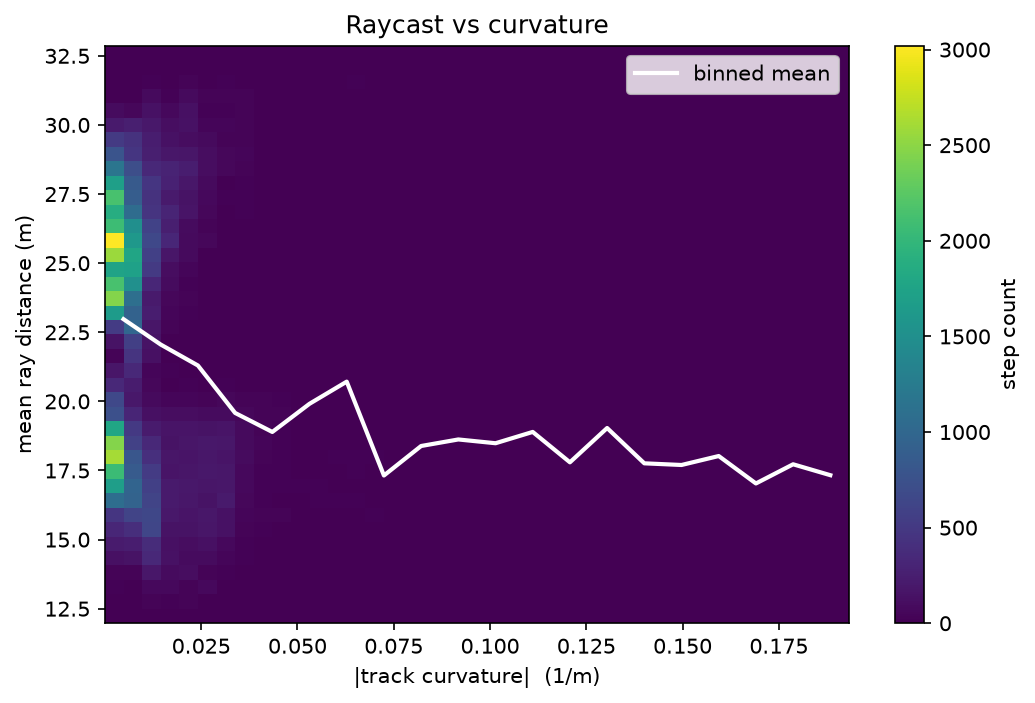 Raycast vs curvature
binned mean
mean ray distance (m)
32.5
30.0
27.5
25.0
22.5
20.0
17.5
15.0
12.5
0.025 0.050 0.075 0.100 0.125 0.150 0.175
|track curvature|  (1/m)
3000
2500
2000
1500
1000
500
0
step count